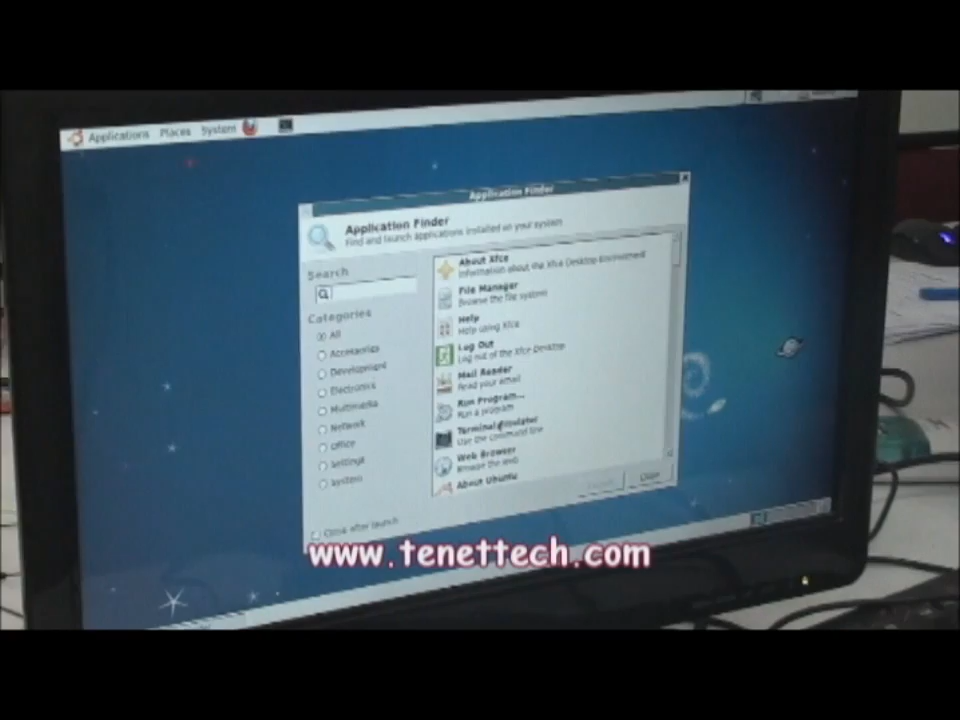 Applications Places System
Application Finder
Application Finder
Find and launch applications installed on your system
Search
Categories
All
Accessories
Development
Electronics
Multimedia
Network
Office
Settings
System
Close after launch
About Xfce
Information about the Xfce Desktop Environment
File Manager
Browse the file system
Help
Help using Xfce
Log Out
Log out of the Xfce Desktop
Mail Reader
Read your email
Run Program...
Run a program
Terminal Emulator
Use the command line
Web Browser
Browse the web
About Ubuntu
Close
www.tenettech.com